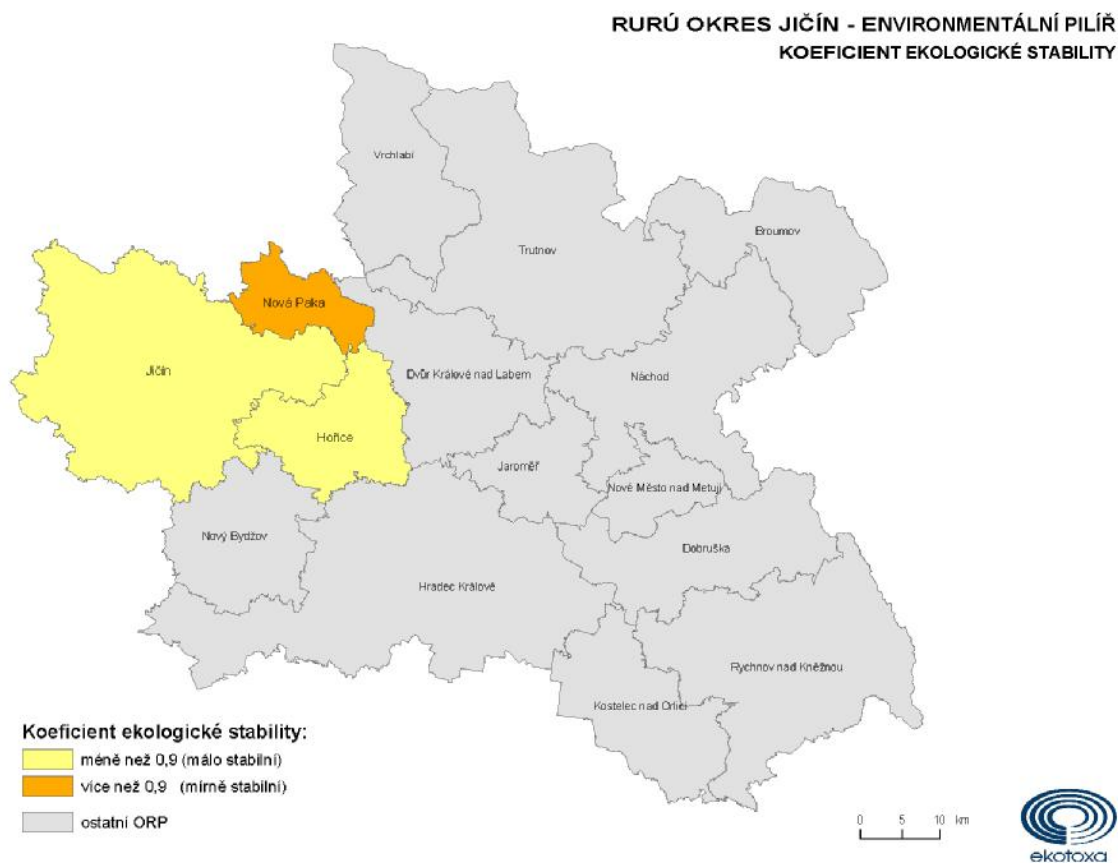 RURÚ OKRES JIČÍN - ENVIRONMENTÁLNÍ PILÍŘ
KOEFICIENT EKOLOGICKÉ STABILITY
Vrchlabí
Trutnov
Broumov
Nová Paka
Jičín
Dvůr Králové nad Labem
Náchod
Hořice
Jaroměř
Nové Město nad Metují
Nový Bydžov
Dobruška
Hradec Králové
Rychnov nad Kněžnou
Kostelec nad Orlicí
Koeficient ekologické stability:
méně než 0,9 (málo stabilní)
více než 0,9 (mírně stabilní)
ostatní ORP
0 5 10 km
ekotoxa